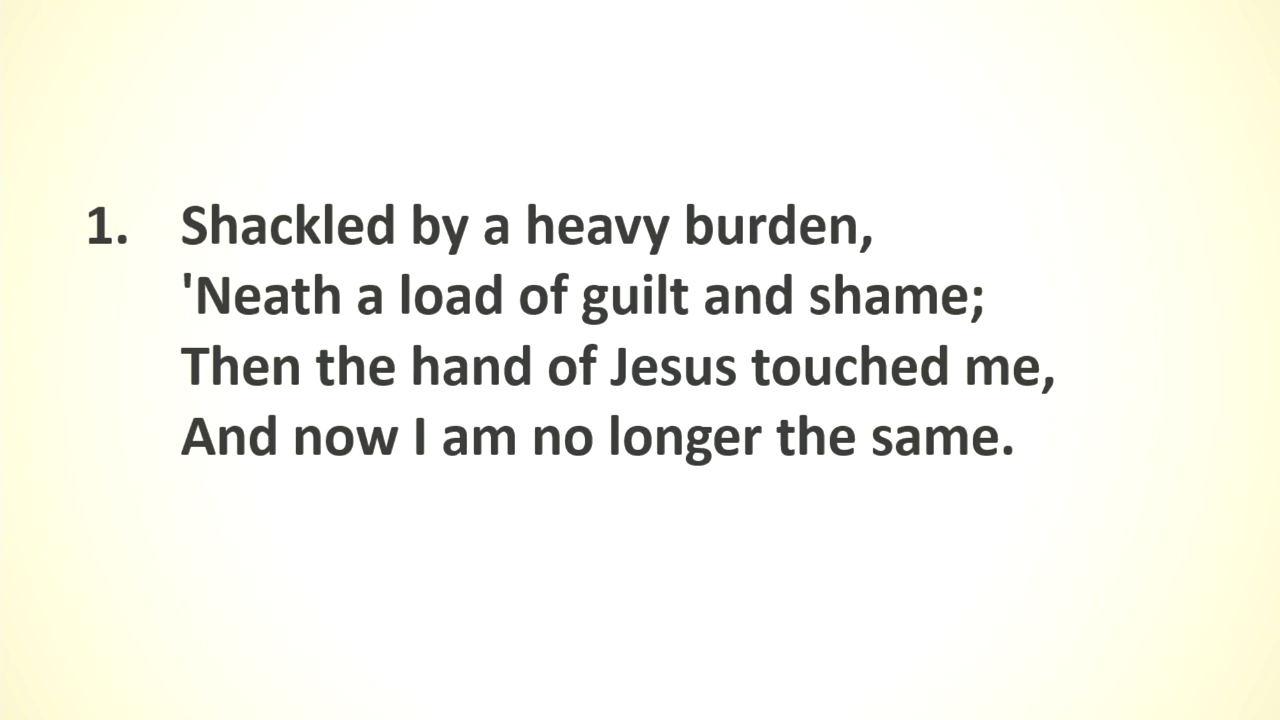 1. Shackled by a heavy burden,
'Neath a load of guilt and shame;
Then the hand of Jesus touched me,
And now I am no longer the same.